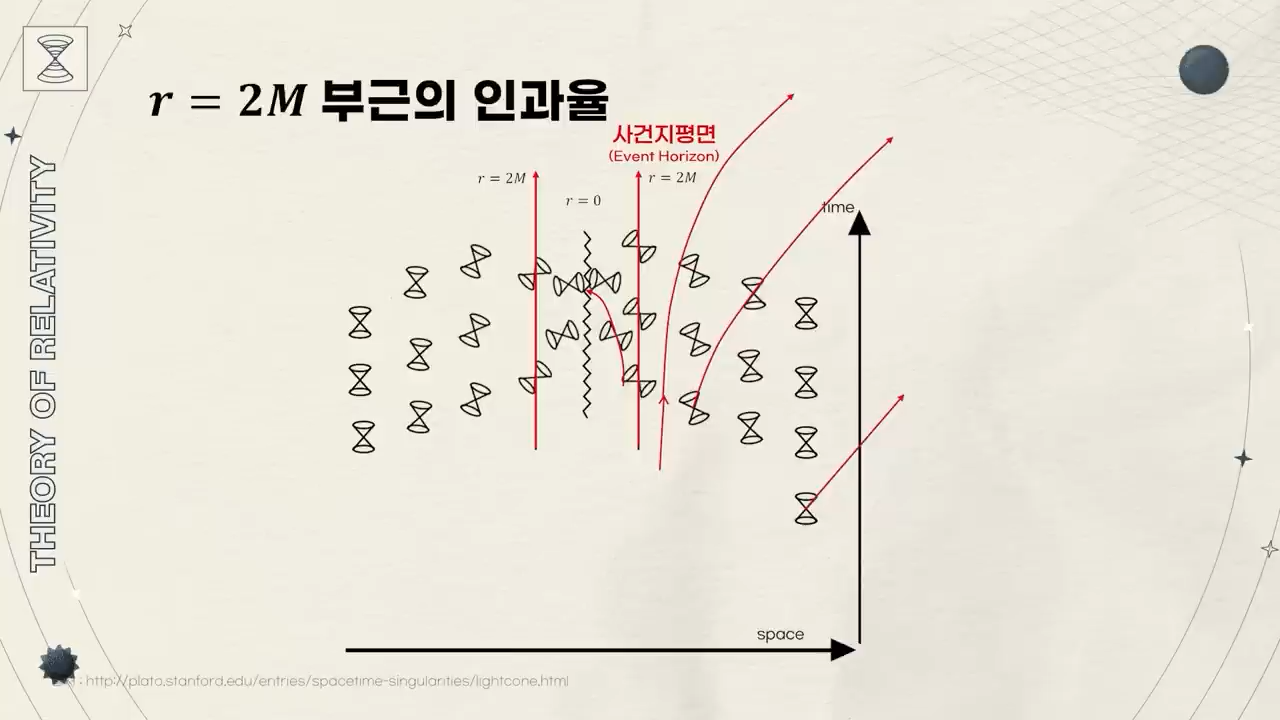 r = 2M 부근의 인과율
사건지평면
(Event Horizon)
r = 2M
r = 2M
r = 0
time
THEORY OF RELATIVITY
space
: http://plato.stanford.edu/entries/spacetime-singularities/lightcone.html